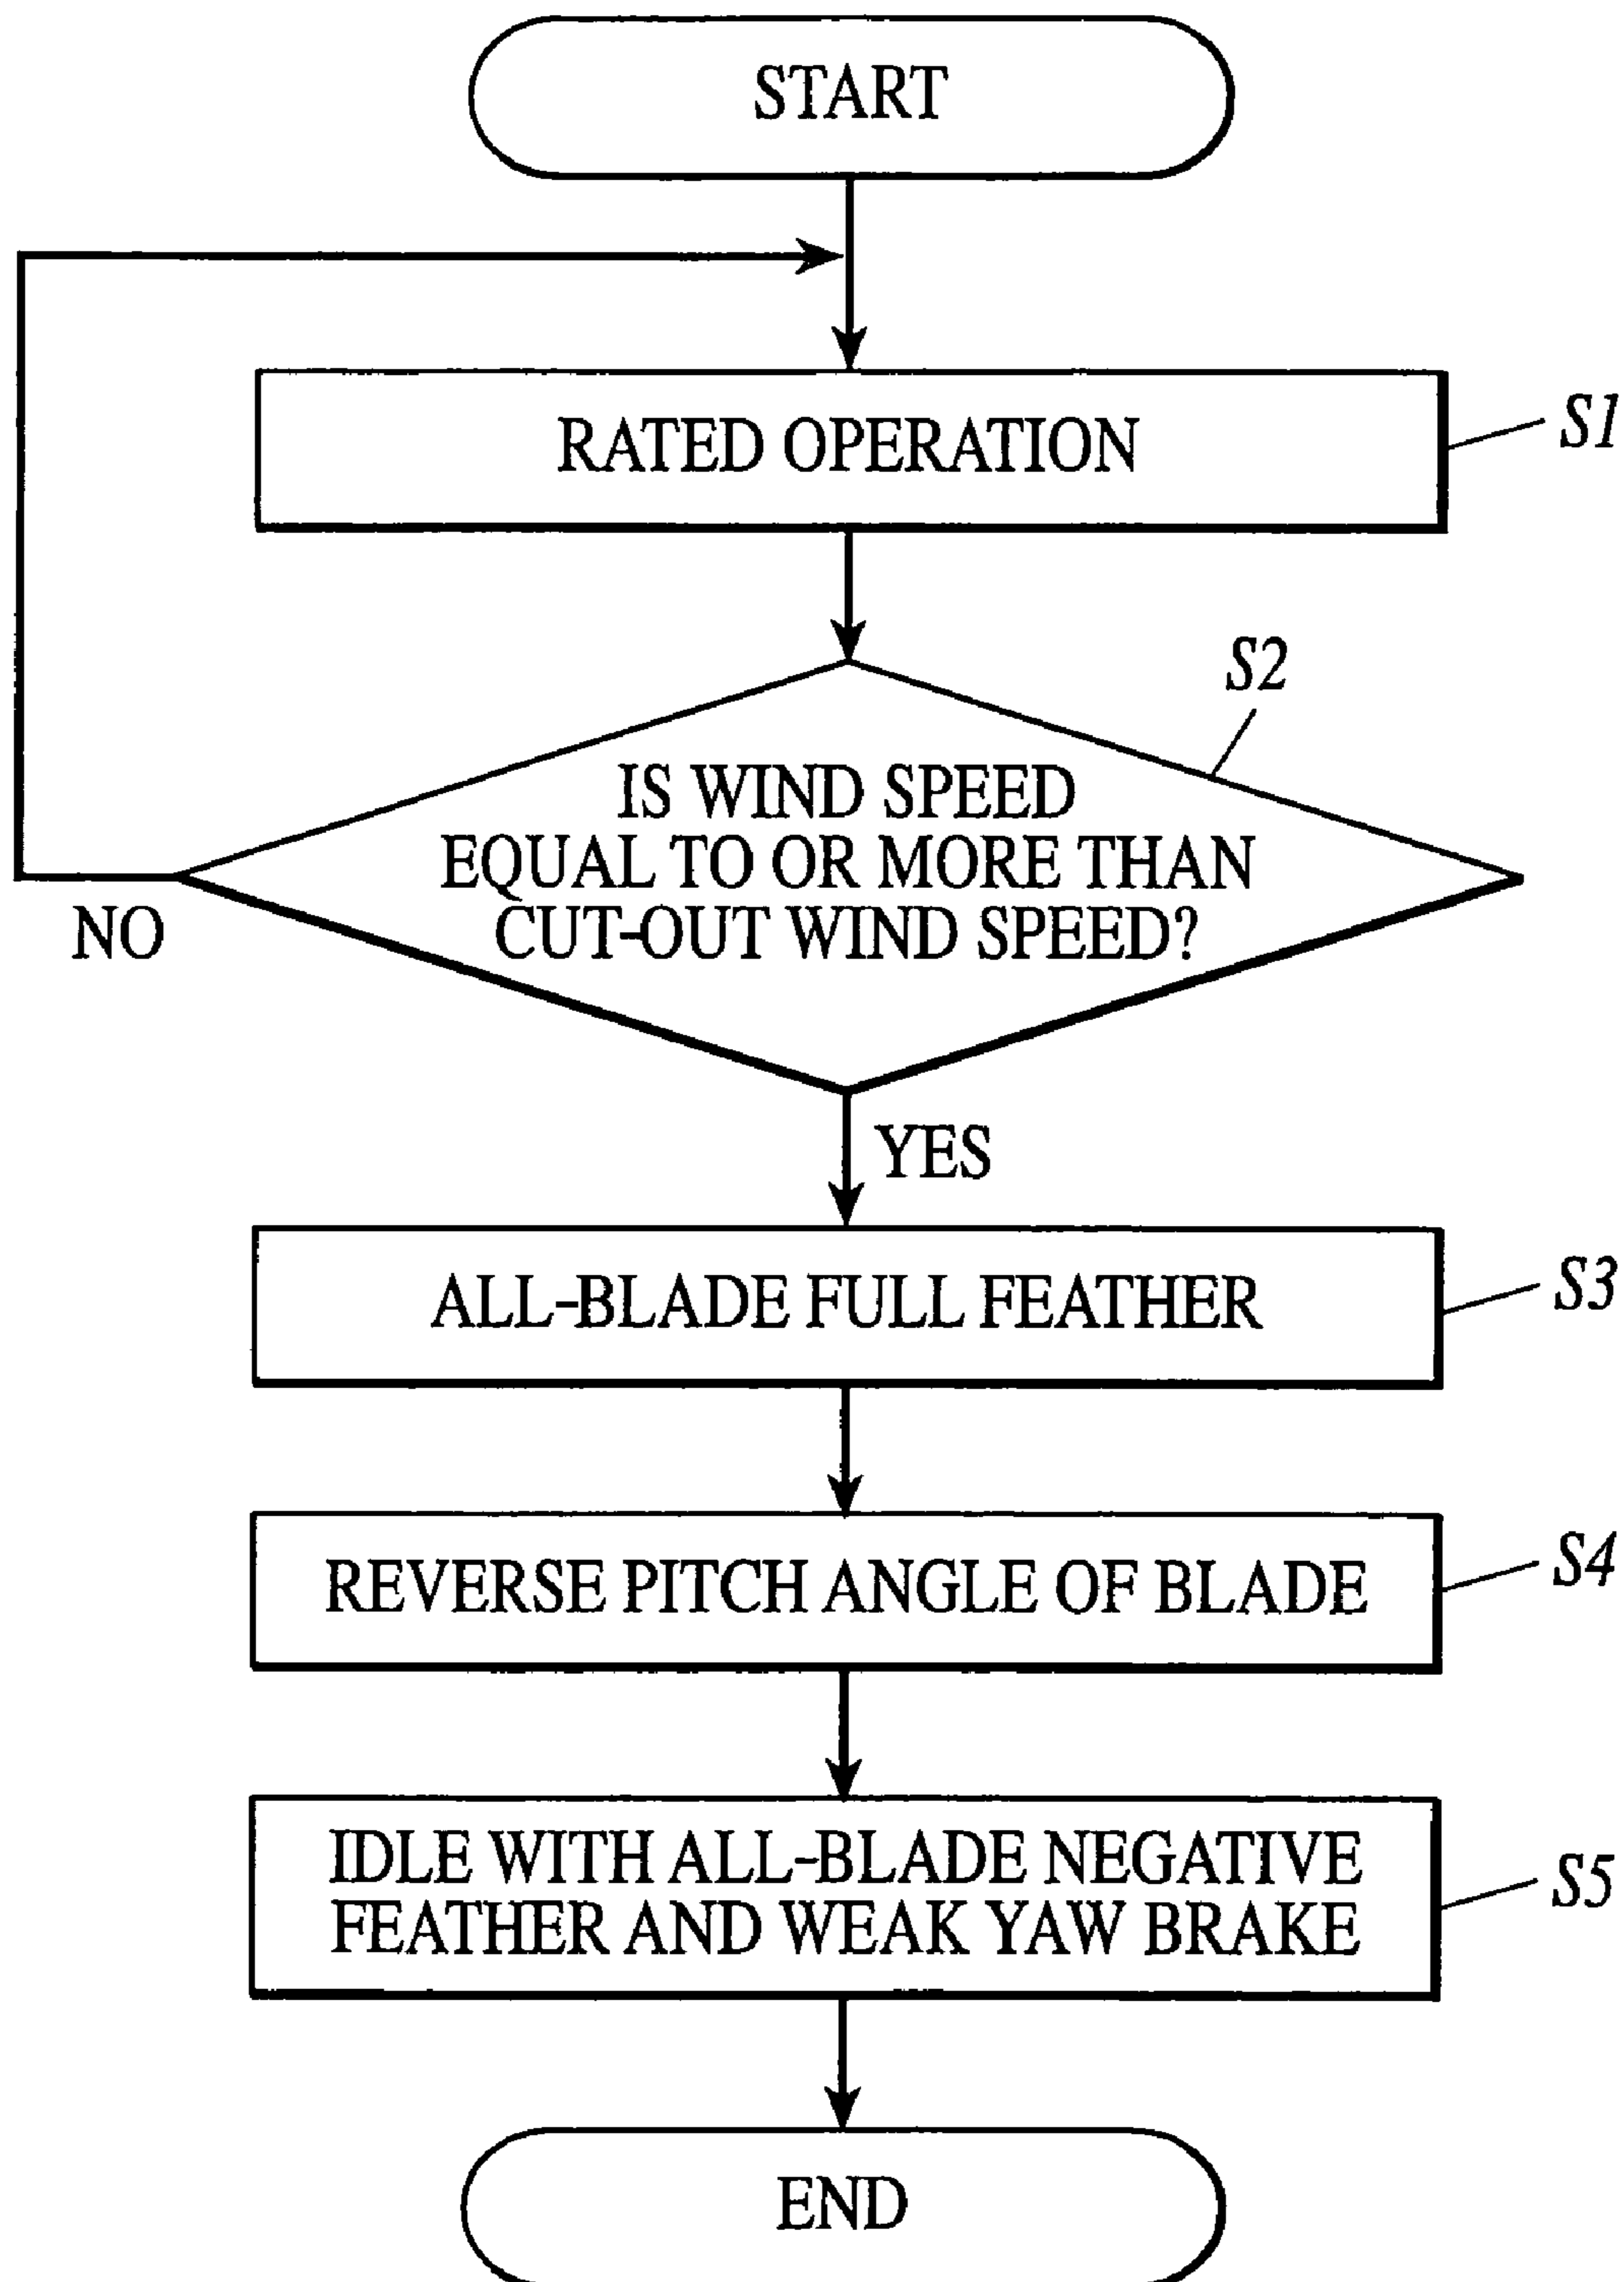 START
RATED OPERATION
S1
S2
IS WIND SPEED
EQUAL TO OR MORE THAN
CUT-OUT WIND SPEED?
NO
YES
ALL-BLADE FULL FEATHER
S3
REVERSE PITCH ANGLE OF BLADE
S4
IDLE WITH ALL-BLADE NEGATIVE
FEATHER AND WEAK YAW BRAKE
S5
END